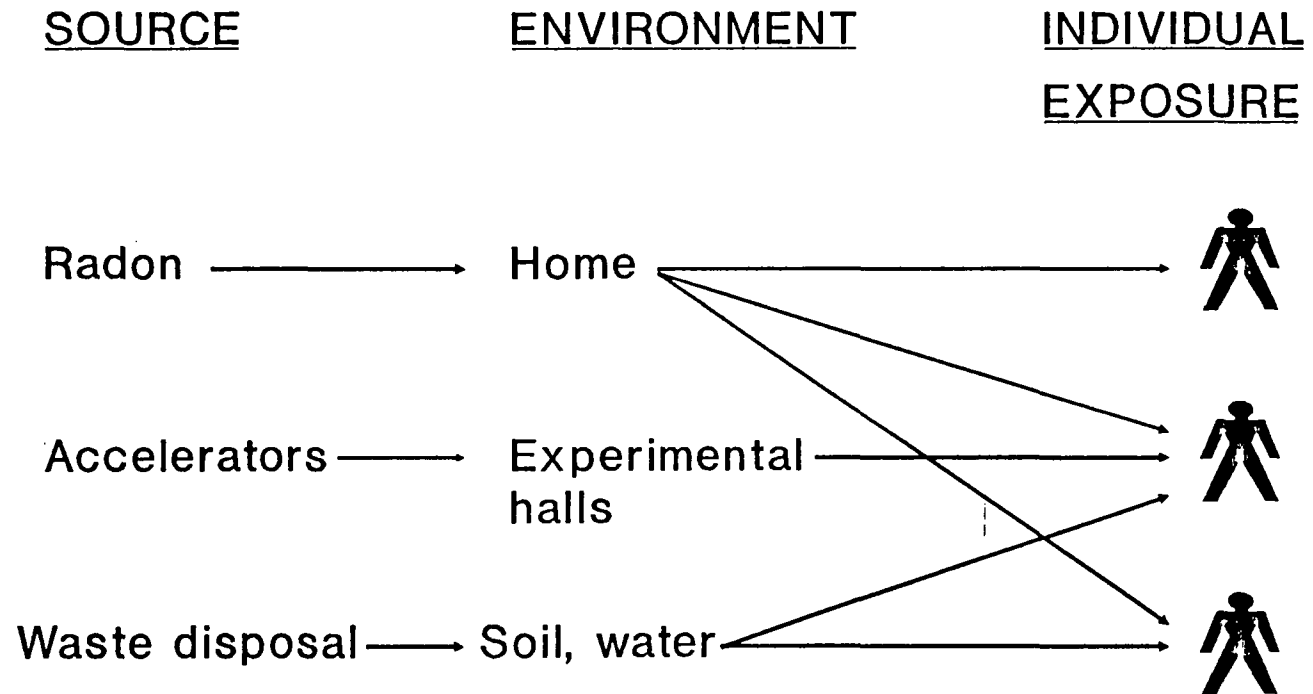 SOURCE
ENVIRONMENT
INDIVIDUAL
EXPOSURE
Radon
Home
Accelerators
Experimental
halls
Waste disposal
Soil, water